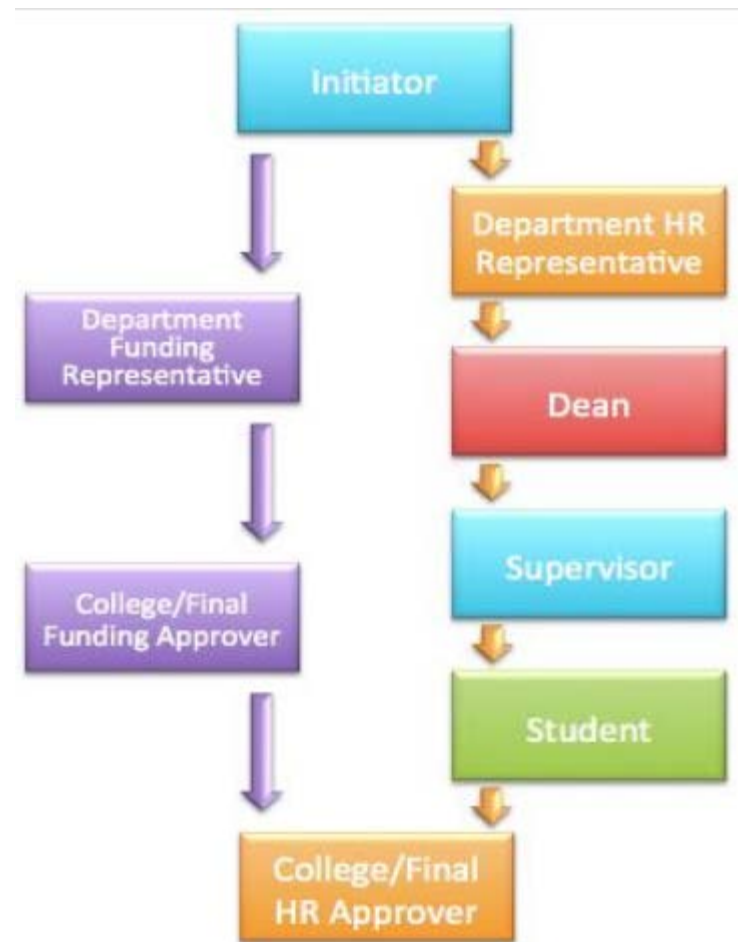 Initiator
Department HR
Representative
Department
Funding
Representative
Dean
Supervisor
College/Final
Funding Approver
Student
College/Final
HR Approver